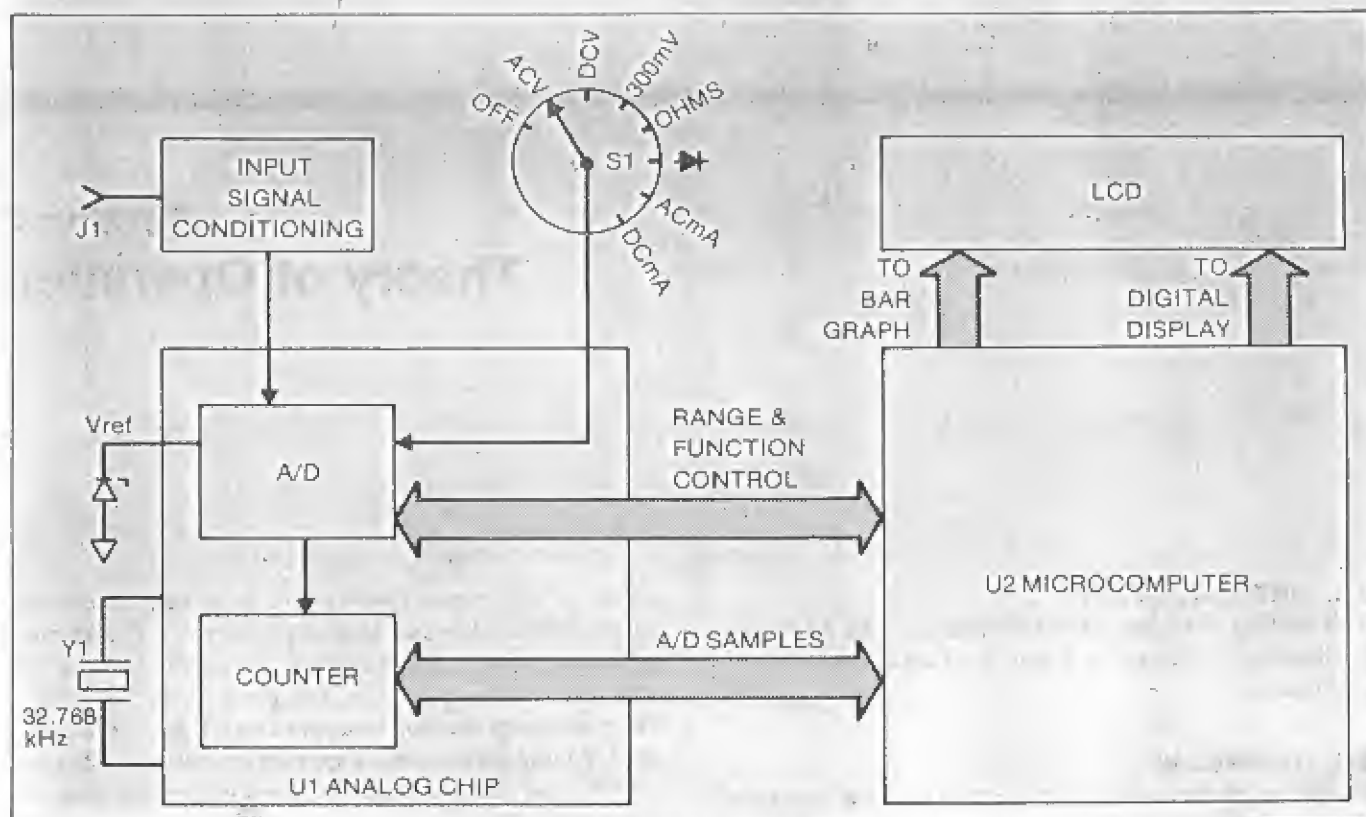 OFF
ACV
DCV
300mV
OHMS
S1
ACmA
DCmA
INPUT
SIGNAL
CONDITIONING
J1
LCD
TO
BAR
GRAPH
TO
DIGITAL
DISPLAY
Theory of Operation
Vref
A/D
RANGE &
FUNCTION
CONTROL
U2 MICROCOMPUTER
A/D SAMPLES
Y1
32.768
kHz
COUNTER
U1 ANALOG CHIP